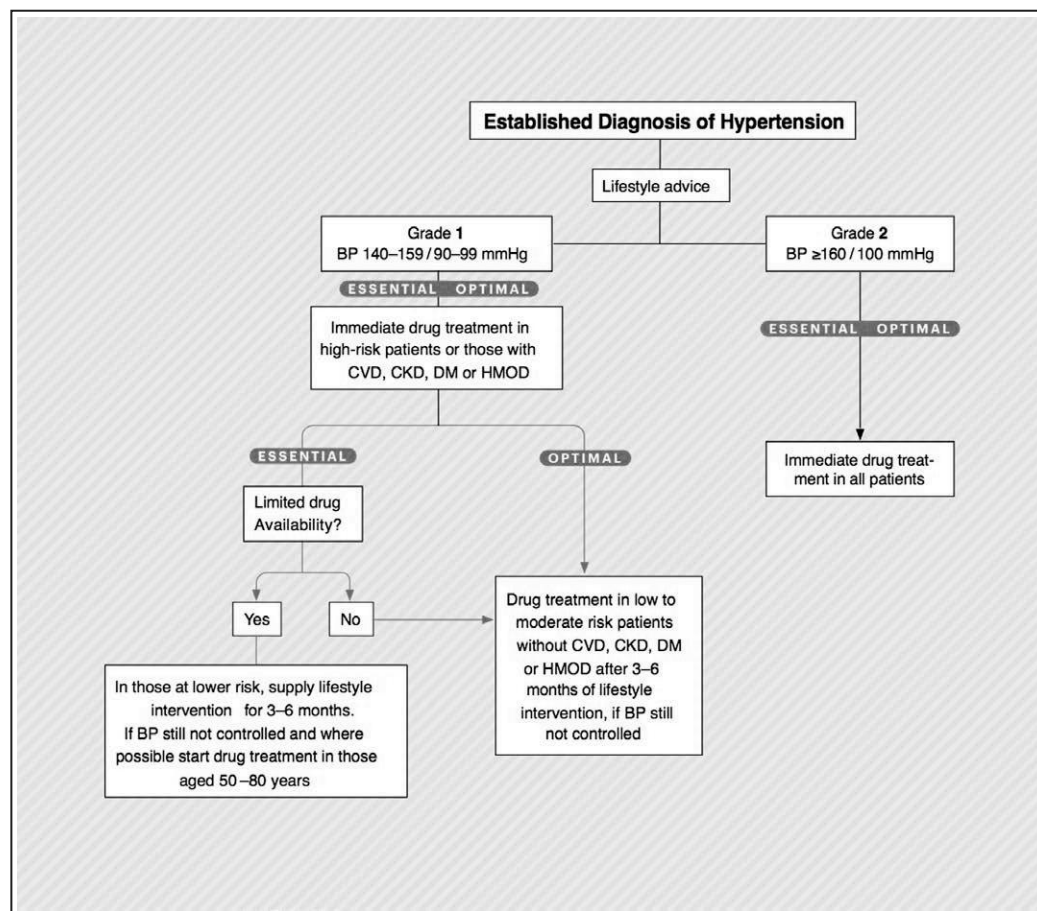 Established Diagnosis of Hypertension
Lifestyle advice
Grade 1
BP 140–159 / 90–99 mmHg
Grade 2
BP ≥160 / 100 mmHg
ESSENTIAL OPTIMAL
Immediate drug treatment in
high-risk patients or those with
CVD, CKD, DM or HMOD
ESSENTIAL OPTIMAL
Immediate drug treat-
ment in all patients
ESSENTIAL
OPTIMAL
Limited drug
Availability?
Yes
No
In those at lower risk, supply lifestyle
intervention for 3–6 months.
If BP still not controlled and where
possible start drug treatment in those
aged 50–80 years
Drug treatment in low to
moderate risk patients
without CVD, CKD, DM
or HMOD after 3–6
months of lifestyle
intervention, if BP still
not controlled